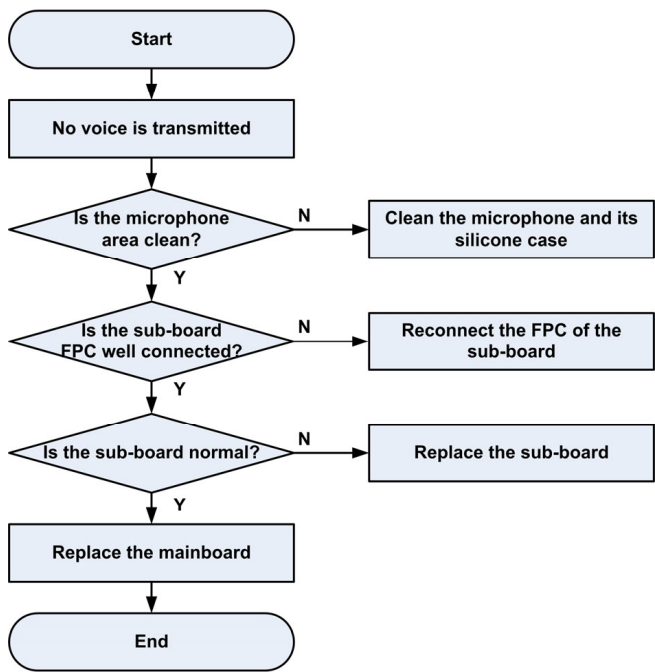 Start
No voice is transmitted
Is the microphone
area clean?
N
Clean the microphone and its
silicone case
Y
Is the sub-board
FPC well connected?
N
Reconnect the FPC of the
sub-board
Y
Is the sub-board normal?
N
Replace the sub-board
Y
Replace the mainboard
End